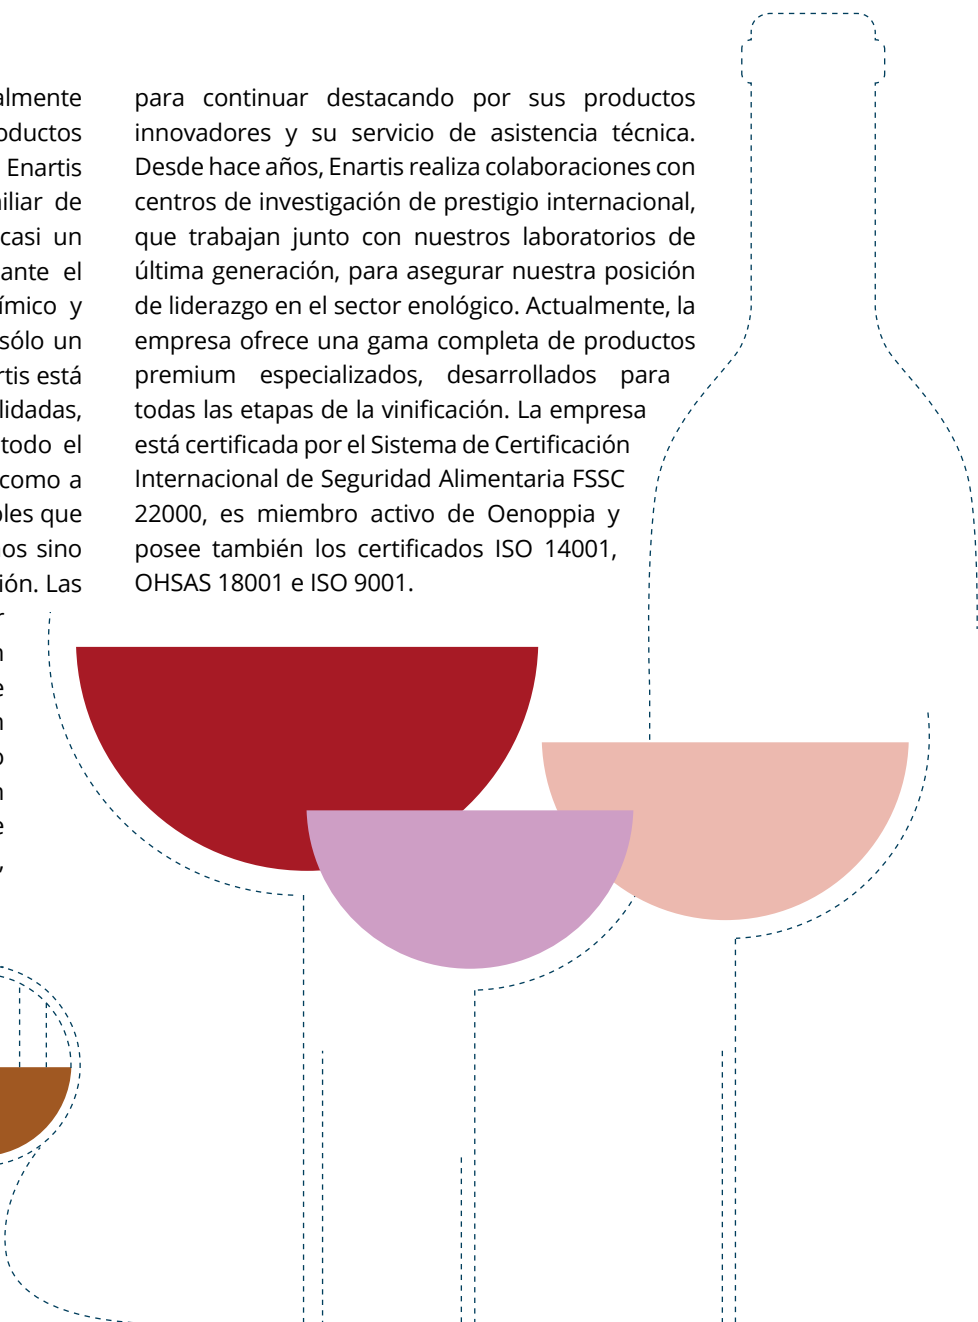 almente
oductos
Enartis
iliar de
casi un
ante el
ímico y
sólo un
rtis está
lidadas,
todo el
como a
les que
os sino
ión. Las
r
n
e
n
o
n
e
,
para continuar destacando por sus productos
innovadores y su servicio de asistencia técnica.
Desde hace años, Enartis realiza colaboraciones con
centros de investigación de prestigio internacional,
que trabajan junto con nuestros laboratorios de
última generación, para asegurar nuestra posición
de liderazgo en el sector enológico. Actualmente, la
empresa ofrece una gama completa de productos
premium especializados, desarrollados para
todas las etapas de la vinificación. La empresa
está certificada por el Sistema de Certificación
Internacional de Seguridad Alimentaria FSSC
22000, es miembro activo de Oenoppia y
posee también los certificados ISO 14001,
OHSAS 18001 e ISO 9001.